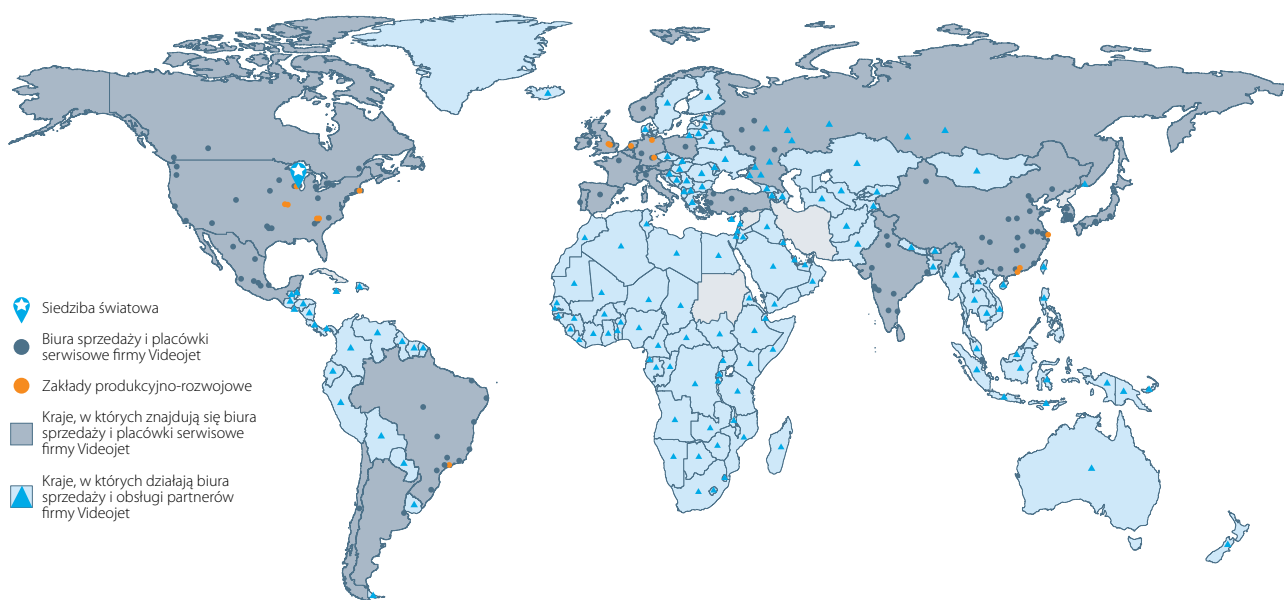 Siedziba światowa
Biura sprzedaży i placówki
serwisowe firmy Videojet
Zakłady produkcyjno-rozwojowe
Kraje, w których znajdują się biura
sprzedaży i placówki serwisowe
firmy Videojet
Kraje, w których działają biura
sprzedaży i obsługi partnerów
firmy Videojet